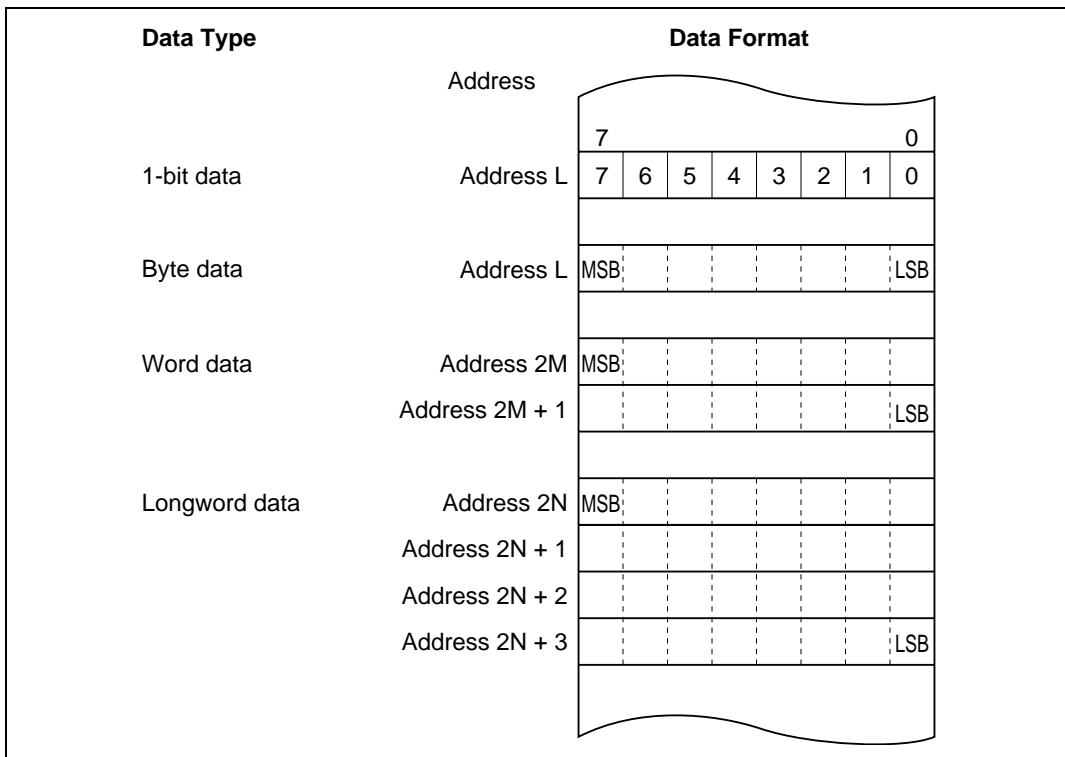 Data Type Data Format
Address
7 0
1-bit data Address L 7 6 5 4 3 2 1 0
Byte data Address L MSB LSB
Word data Address 2M MSB
Address 2M + 1 LSB
Longword data Address 2N MSB
Address 2N + 1
Address 2N + 2
Address 2N + 3 LSB